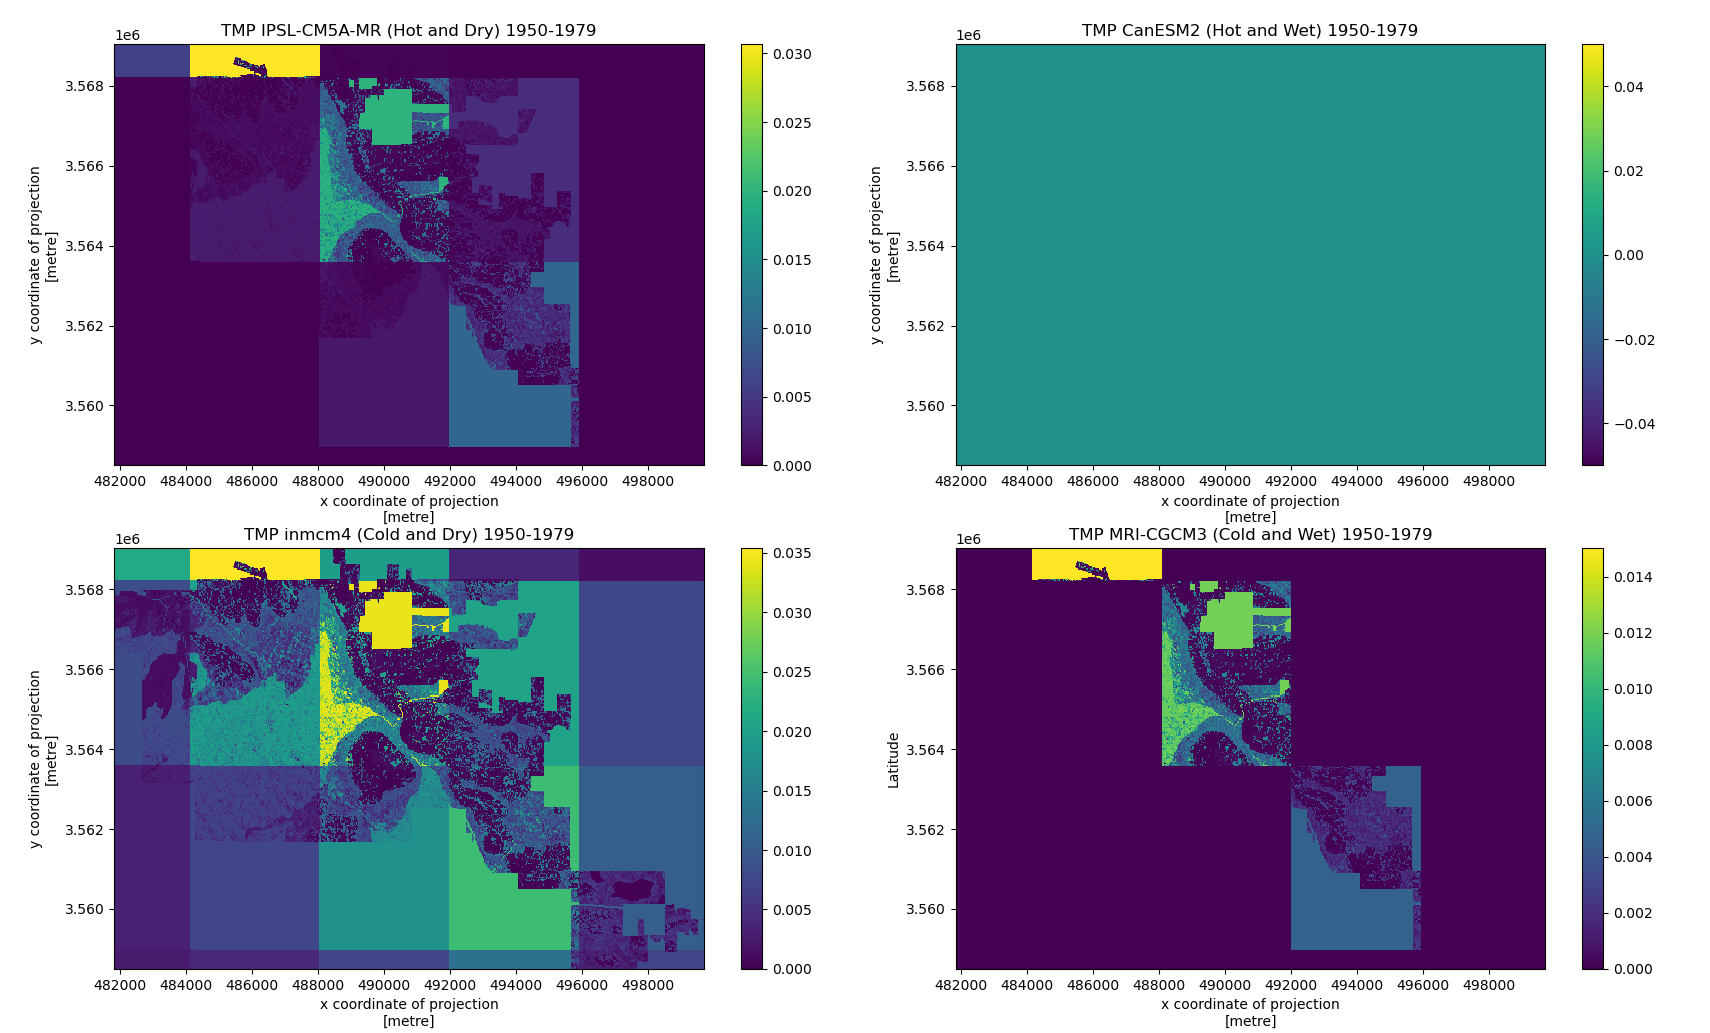 TMP IPSL-CM5A-MR (Hot and Dry) 1950-1979
1e6
3.568
3.566
3.564
3.562
3.560
y coordinate of projection
[metre]
482000 484000 486000 488000 490000 492000 494000 496000 498000
x coordinate of projection
[metre]
0.030
0.025
0.020
0.015
0.010
0.005
0.000
TMP CanESM2 (Hot and Wet) 1950-1979
1e6
3.568
3.566
3.564
3.562
3.560
y coordinate of projection
[metre]
482000 484000 486000 488000 490000 492000 494000 496000 498000
x coordinate of projection
[metre]
0.04
0.02
0.00
−0.02
−0.04
TMP inmcm4 (Cold and Dry) 1950-1979
1e6
3.568
3.566
3.564
3.562
3.560
y coordinate of projection
[metre]
482000 484000 486000 488000 490000 492000 494000 496000 498000
x coordinate of projection
[metre]
0.035
0.030
0.025
0.020
0.015
0.010
0.005
0.000
TMP MRI-CGCM3 (Cold and Wet) 1950-1979
1e6
3.568
3.566
3.564
3.562
3.560
Latitude
482000 484000 486000 488000 490000 492000 494000 496000 498000
x coordinate of projection
[metre]
0.014
0.012
0.010
0.008
0.006
0.004
0.002
0.000